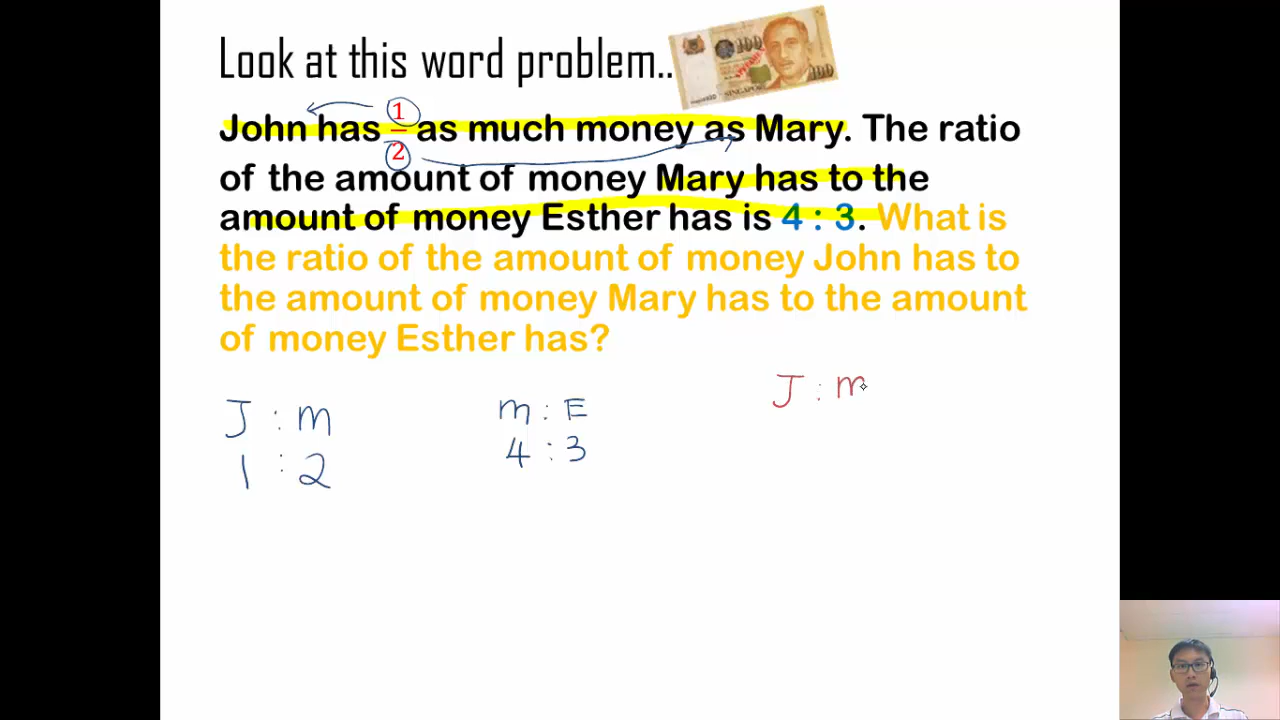 Look at this word problem..
John has 1/2 as much money as Mary. The ratio
of the amount of money Mary has to the
amount of money Esther has is 4 : 3. What is
the ratio of the amount of money John has to
the amount of money Mary has to the amount
of money Esther has?
J : m
1 : 2
m : E
4 : 3
J : m
100
100
SINGAPORE